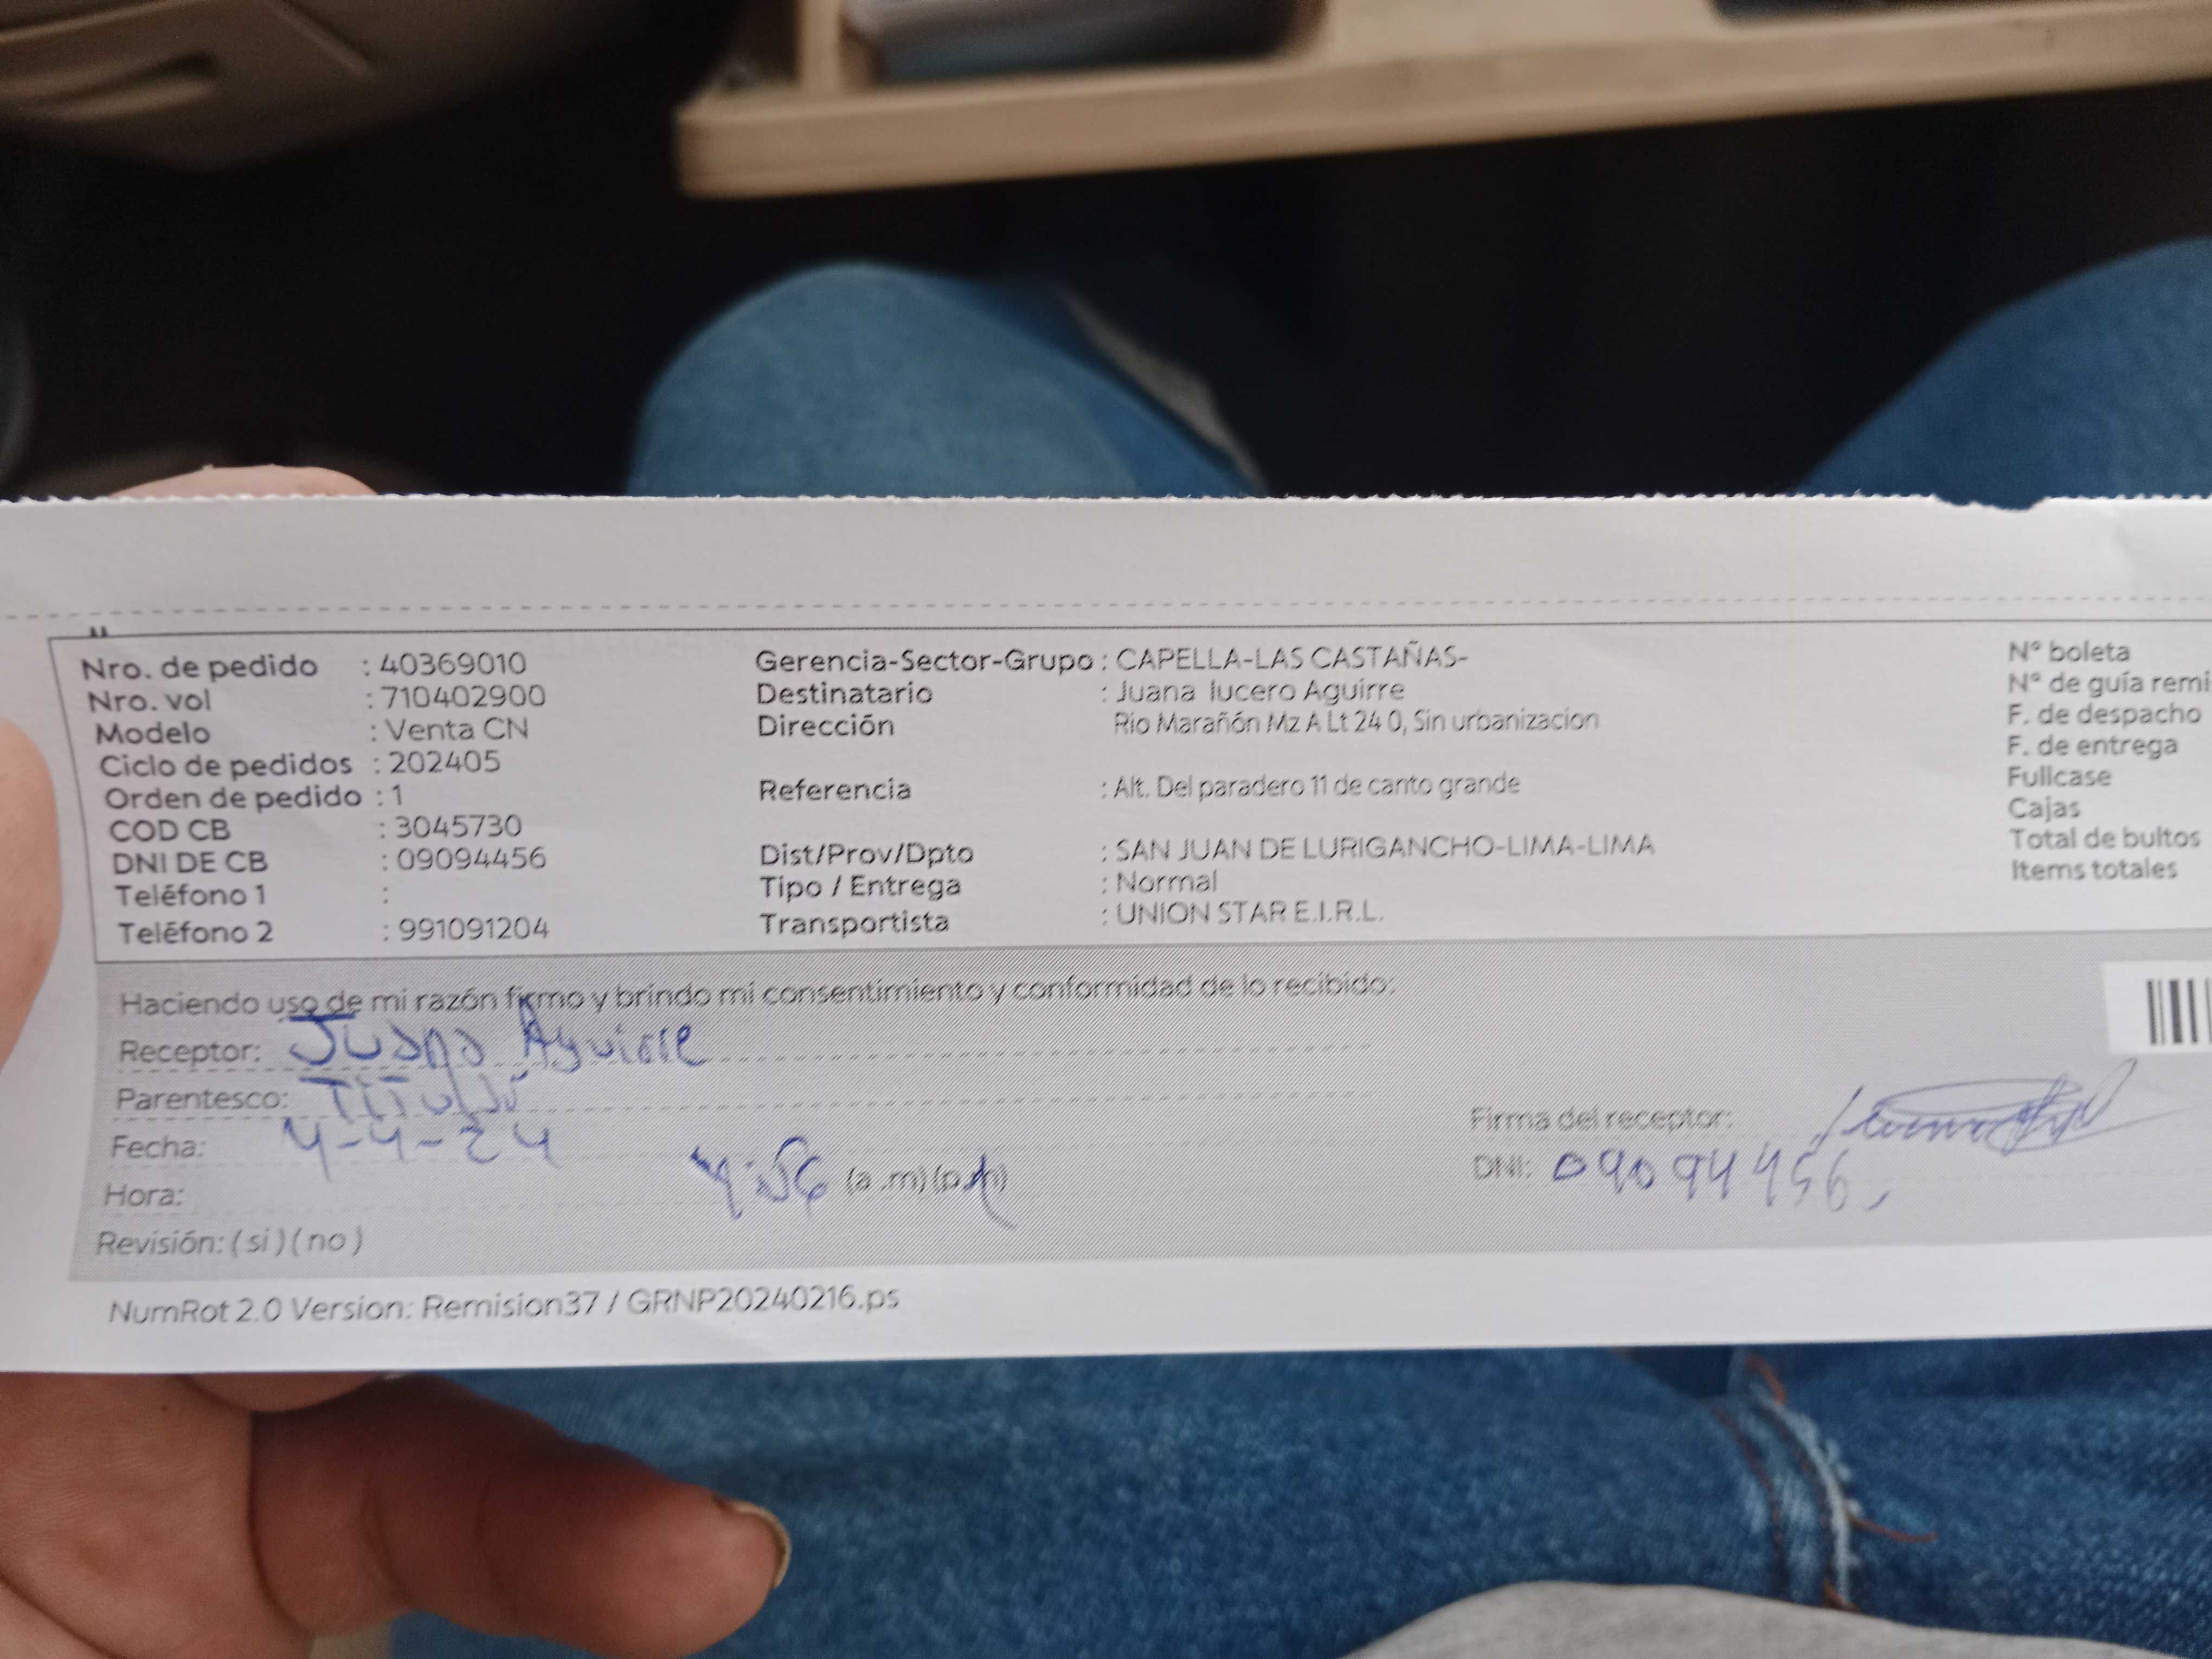 Nro. de pedido : 40369010
Nro. vol : 710402900
Modelo : Venta CN
Ciclo de pedidos : 202405
Orden de pedido : 1
COD CB : 3045730
DNI DE CB : 09094456
Teléfono 1 :
Teléfono 2 : 991091204
Gerencia-Sector-Grupo : CAPELLA-LAS CASTAÑAS-
Destinatario : Juana lucero Aguirre
Dirección Rio Marañón Mz A Lt 24 0, Sin urbanizacion
Referencia : Alt. Del paradero 11 de canto grande
Dist/Prov/Dpto : SAN JUAN DE LURIGANCHO-LIMA-LIMA
Tipo / Entrega : Normal
Transportista : UNION STAR E.I.R.L.
N° boleta
N° de guía remi
F. de despacho
F. de entrega
Fullcase
Cajas
Total de bultos
Items totales
Haciendo uso de mi razón firmo y brindo mi consentimiento y conformidad de lo recibido:
Receptor: Juana Aguirre
Parentesco: Titular
Fecha: 4-4-24
Hora: (a .m) (p.m)
Revisión: ( si ) ( no )
Firma del receptor:
DNI: 09094456
NumRot 2.0 Version: Remision37 / GRNP20240216.ps